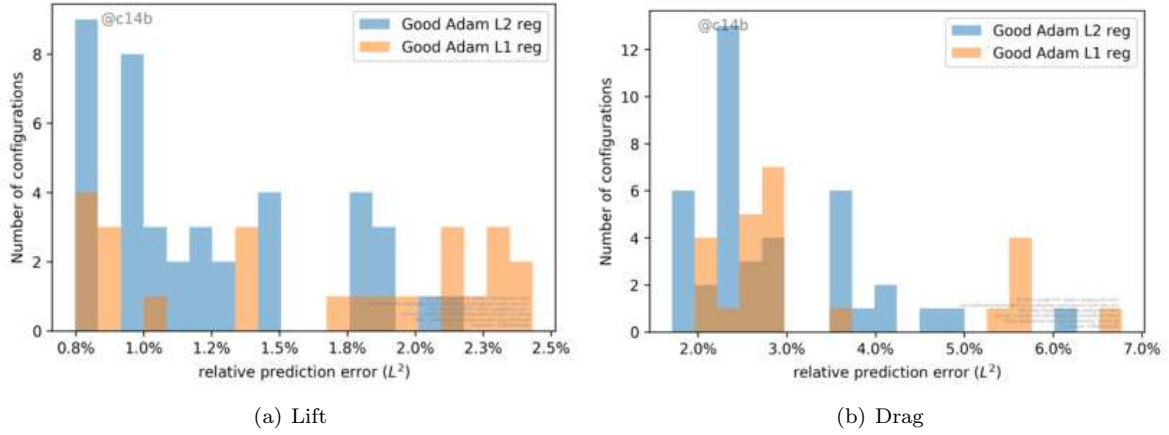 @c14b
Good Adam L2 reg
Good Adam L1 reg
Number of configurations
8
6
4
2
0
0.8%
1.0%
1.2%
1.5%
1.8%
2.0%
2.3%
2.5%
relative prediction error (L²)
(a) Lift
@c14b
Good Adam L2 reg
Good Adam L1 reg
Number of configurations
12
10
8
6
4
2
0
2.0%
3.0%
4.0%
5.0%
6.0%
7.0%
relative prediction error (L²)
(b) Drag